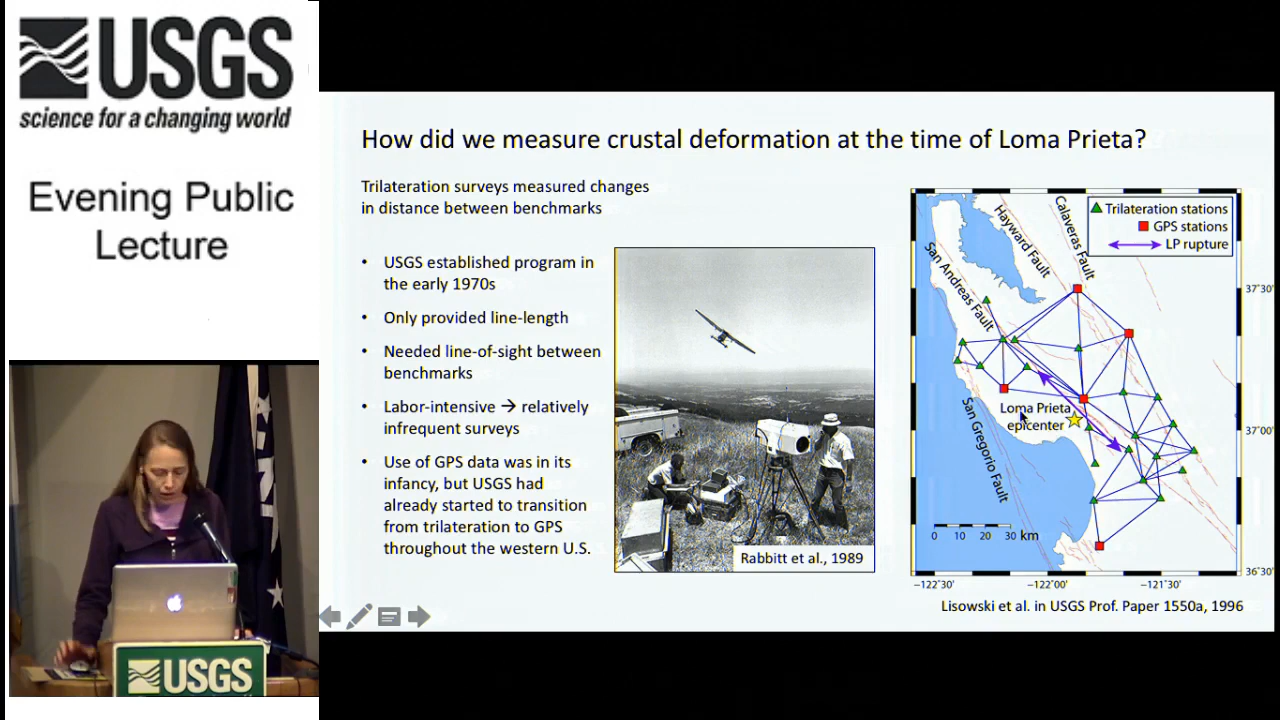 USGS
science for a changing world
Evening Public
Lecture
USGS
How did we measure crustal deformation at the time of Loma Prieta?
Trilateration surveys measured changes
in distance between benchmarks
• USGS established program in
the early 1970s
• Only provided line-length
• Needed line-of-sight between
benchmarks
• Labor-intensive → relatively
infrequent surveys
• Use of GPS data was in its
infancy, but USGS had
already started to transition
from trilateration to GPS
throughout the western U.S.
Rabbitt et al., 1989
Trilateration stations
GPS stations
LP rupture
Hayward Fault
Calaveras Fault
San Andreas Fault
San Gregorio Fault
Loma Prieta
epicenter
0 10 20 30 km
37°30'
37°00'
36°30'
−122°30' −122°00' −121°30'
Lisowski et al. in USGS Prof. Paper 1550a, 1996